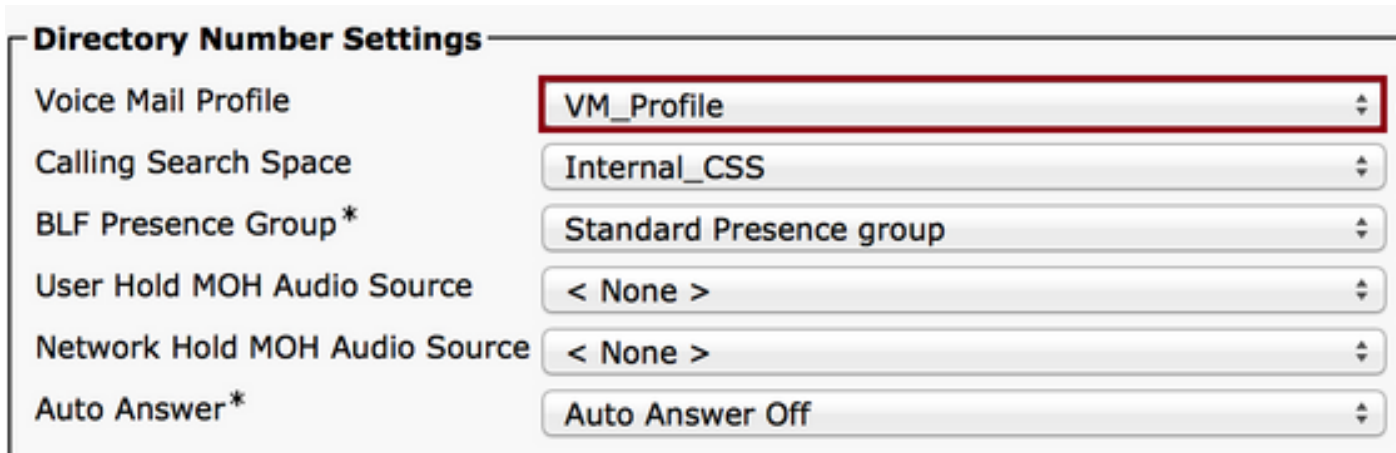 Directory Number Settings
Voice Mail Profile VM_Profile
Calling Search Space Internal_CSS
BLF Presence Group* Standard Presence group
User Hold MOH Audio Source < None >
Network Hold MOH Audio Source < None >
Auto Answer* Auto Answer Off